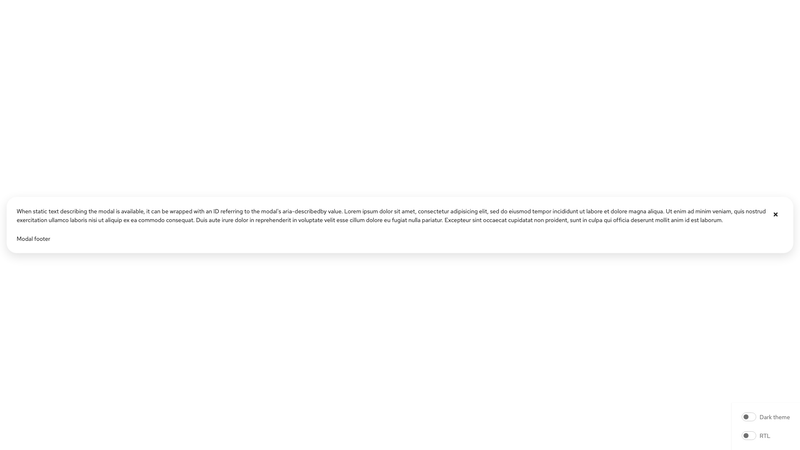 When static text describing the modal is available, it can be wrapped with an ID referring to the modal's aria-describedby value. Lorem ipsum dolor sit amet, consectetur adipisicing elit, sed do eiusmod tempor incididunt ut labore et dolore magna aliqua. Ut enim ad minim veniam, quis nostrud
exercitation ullamco laboris nisi ut aliquip ex ea commodo consequat. Duis aute irure dolor in reprehenderit in voluptate velit esse cillum dolore eu fugiat nulla pariatur. Excepteur sint occaecat cupidatat non proident, sunt in culpa qui officia deserunt mollit anim id est laborum.
Modal footer
Dark theme
RTL